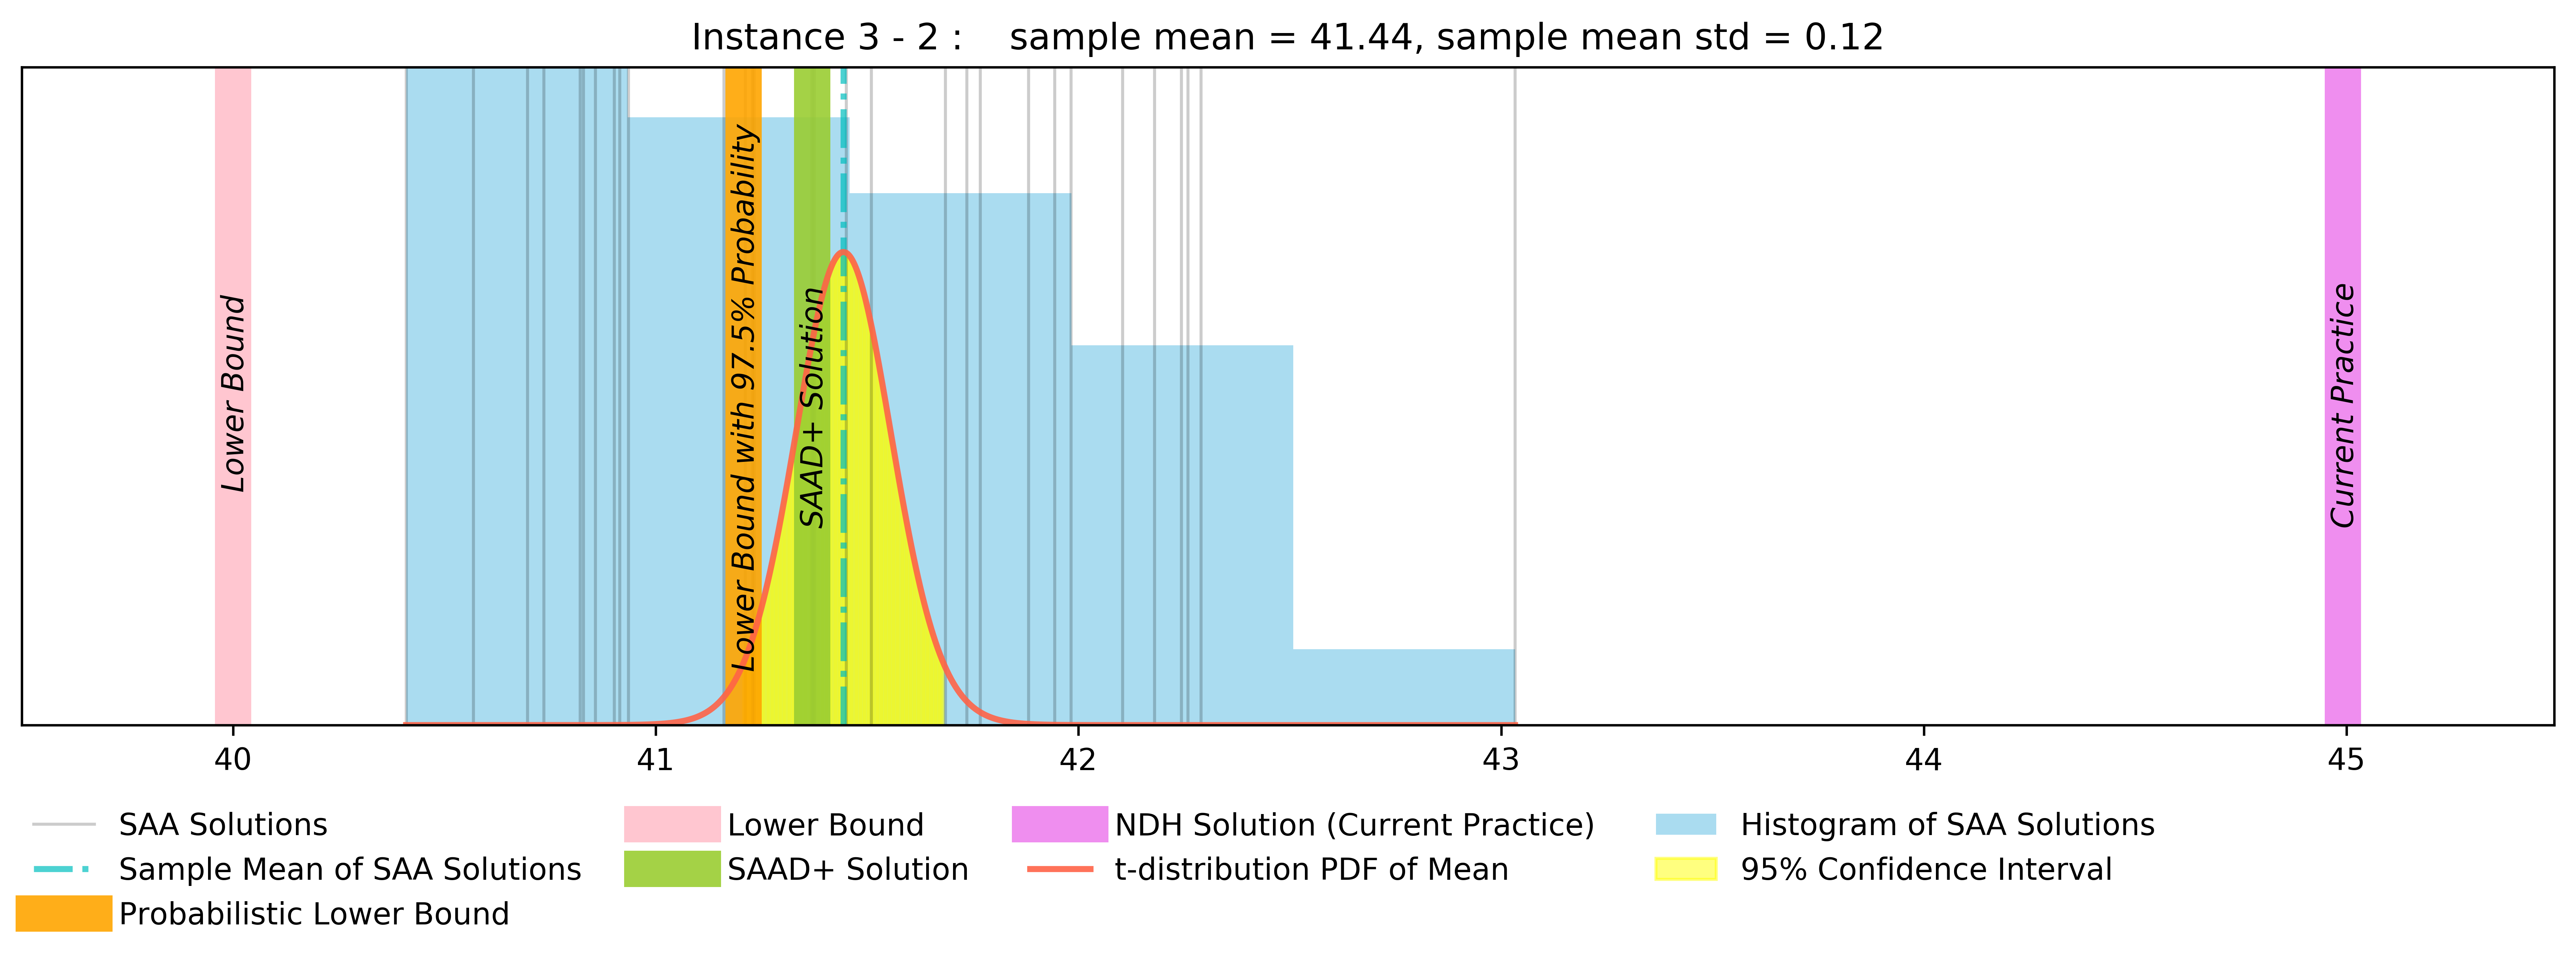 Instance 3 - 2 :    sample mean = 41.44, sample mean std = 0.12
Lower Bound
Lower Bound with 97.5% Probability
SAAD+ Solution
Current Practice
40 41 42 43 44 45
SAA Solutions
Sample Mean of SAA Solutions
Probabilistic Lower Bound
Lower Bound
SAAD+ Solution
NDH Solution (Current Practice)
t-distribution PDF of Mean
Histogram of SAA Solutions
95% Confidence Interval